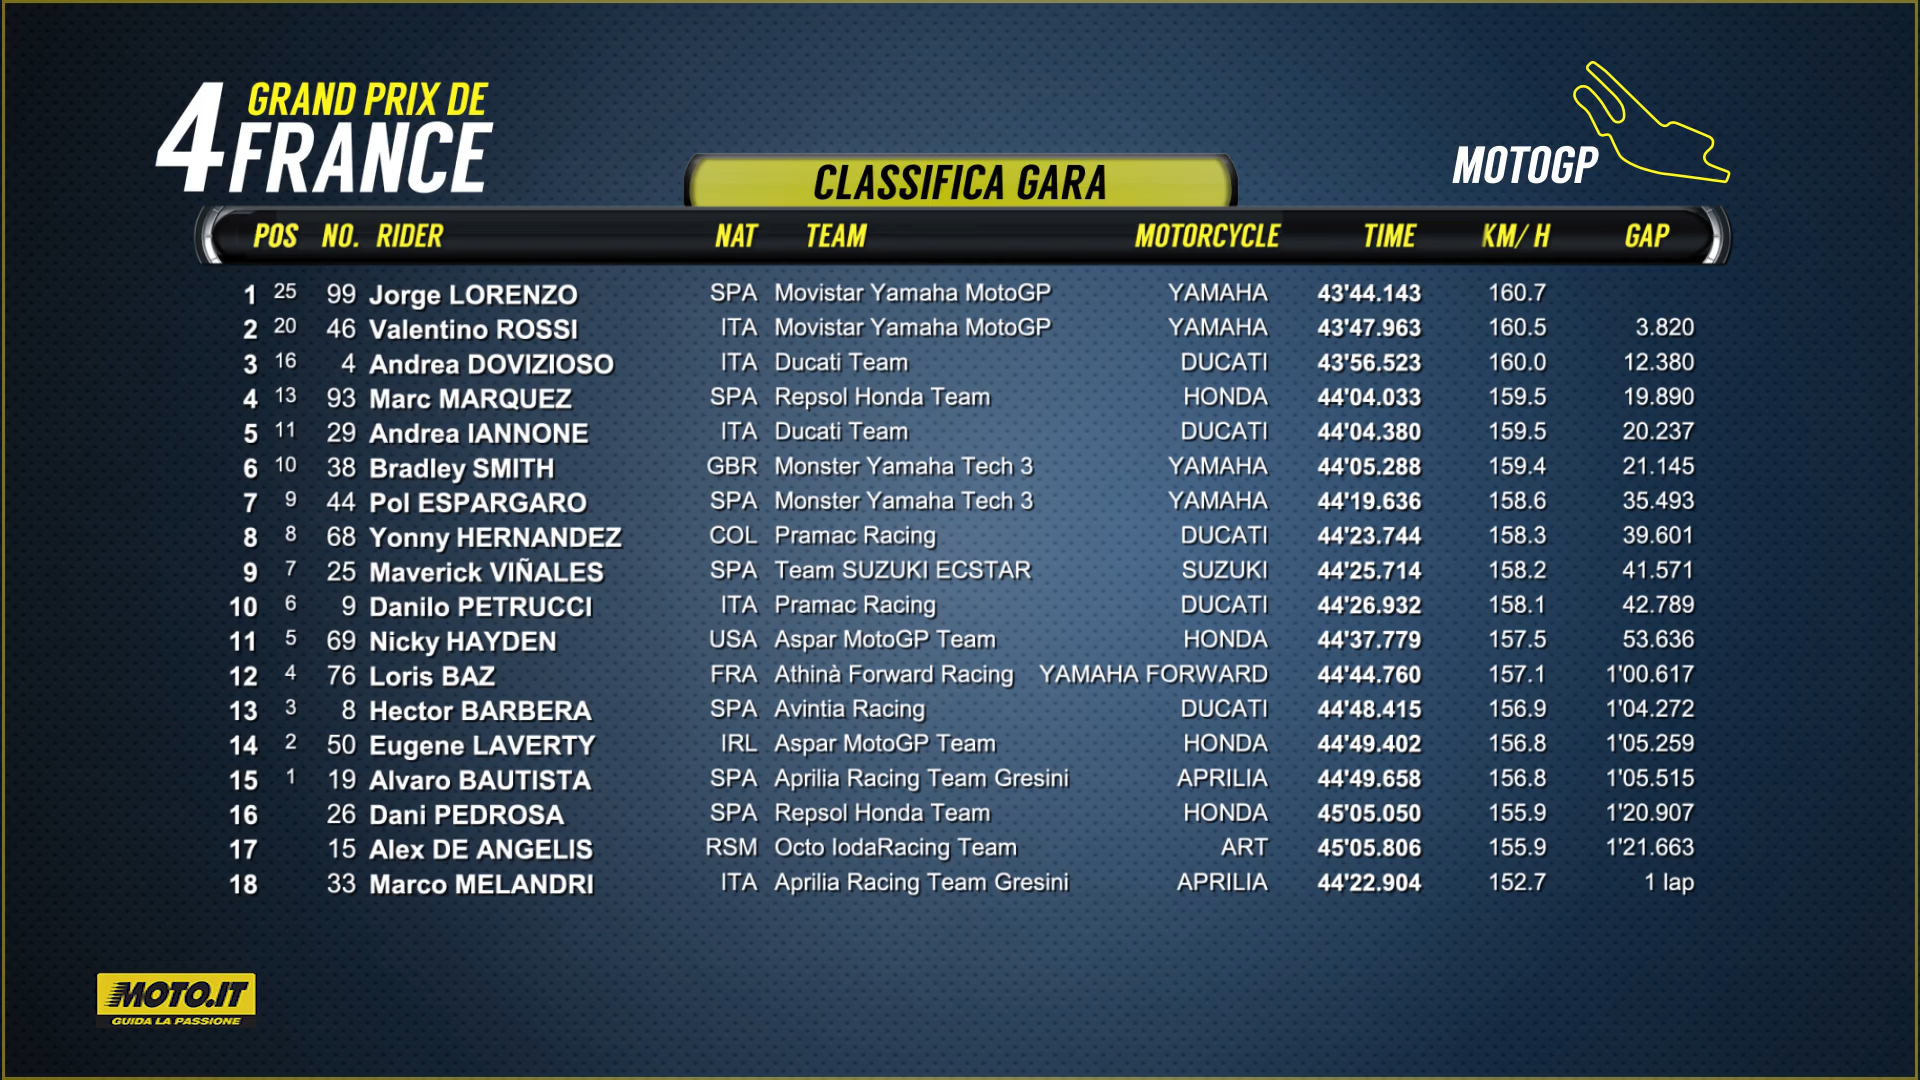 4 GRAND PRIX DE
FRANCE
MOTOGP
CLASSIFICA GARA
POS NO. RIDER NAT TEAM MOTORCYCLE TIME KM/H GAP
1 25 99 Jorge LORENZO SPA Movistar Yamaha MotoGP YAMAHA 43'44.143 160.7
2 20 46 Valentino ROSSI ITA Movistar Yamaha MotoGP YAMAHA 43'47.963 160.5 3.820
3 16 4 Andrea DOVIZIOSO ITA Ducati Team DUCATI 43'56.523 160.0 12.380
4 13 93 Marc MARQUEZ SPA Repsol Honda Team HONDA 44'04.033 159.5 19.890
5 11 29 Andrea IANNONE ITA Ducati Team DUCATI 44'04.380 159.5 20.237
6 10 38 Bradley SMITH GBR Monster Yamaha Tech 3 YAMAHA 44'05.288 159.4 21.145
7 9 44 Pol ESPARGARO SPA Monster Yamaha Tech 3 YAMAHA 44'19.636 158.6 35.493
8 8 68 Yonny HERNANDEZ COL Pramac Racing DUCATI 44'23.744 158.3 39.601
9 7 25 Maverick VIÑALES SPA Team SUZUKI ECSTAR SUZUKI 44'25.714 158.2 41.571
10 6 9 Danilo PETRUCCI ITA Pramac Racing DUCATI 44'26.932 158.1 42.789
11 5 69 Nicky HAYDEN USA Aspar MotoGP Team HONDA 44'37.779 157.5 53.636
12 4 76 Loris BAZ FRA Athinà Forward Racing YAMAHA FORWARD 44'44.760 157.1 1'00.617
13 3 8 Hector BARBERA SPA Avintia Racing DUCATI 44'48.415 156.9 1'04.272
14 2 50 Eugene LAVERTY IRL Aspar MotoGP Team HONDA 44'49.402 156.8 1'05.259
15 1 19 Alvaro BAUTISTA SPA Aprilia Racing Team Gresini APRILIA 44'49.658 156.8 1'05.515
16 26 Dani PEDROSA SPA Repsol Honda Team HONDA 45'05.050 155.9 1'20.907
17 15 Alex DE ANGELIS RSM Octo IodaRacing Team ART 45'05.806 155.9 1'21.663
18 33 Marco MELANDRI ITA Aprilia Racing Team Gresini APRILIA 44'22.904 152.7 1 lap
MOTO.IT
GUIDA LA PASSIONE